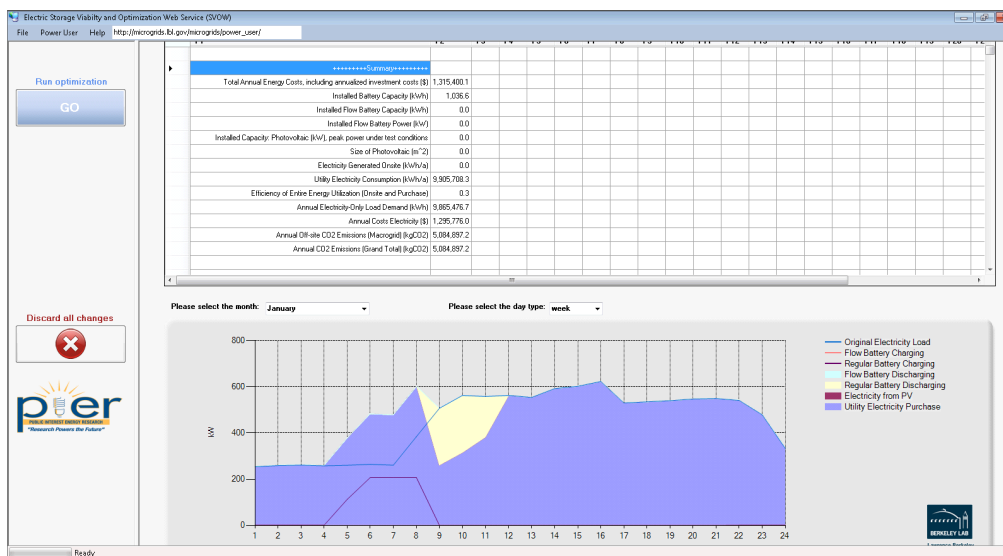 Electric Storage Viabilty and Optimization Web Service (SVOW)
File Power User Help http://microgrids.lbl.gov/microgrids/power_user/
+++++++++Summary+++++++++
Total Annual Energy Costs, including annualized investment costs ($) 1,315,400.1
Installed Battery Capacity (kWh) 1,036.6
Installed Flow Battery Capacity (kWh) 0.0
Installed Flow Battery Power (kW) 0.0
Installed Capacity: Photovoltaic (kW), peak power under test conditions 0.0
Size of Photovoltaic (m^2) 0.0
Electricity Generated Onsite (kWh/a) 0.0
Utility Electricity Consumption (kWh/a) 9,905,708.3
Efficiency of Entire Energy Utilization (Onsite and Purchase) 0.3
Annual Electricity-Only Load Demand (kWh) 9,865,476.7
Annual Costs Electricity ($) 1,295,776.0
Annual Off-site CO2 Emissions (Macrogrid) (kgCO2) 5,084,897.2
Annual CO2 Emissions (Grand Total) (kgCO2) 5,084,897.2
Run optimization
GO
Discard all changes
pier
PUBLIC INTEREST ENERGY RESEARCH
"Research Powers the Future"
Please select the month: January Please select the day type: week
800
600
400
200
0
kW
1 2 3 4 5 6 7 8 9 10 11 12 13 14 15 16 17 18 19 20 21 22 23 24
Original Electricity Load
Flow Battery Charging
Regular Battery Charging
Flow Battery Discharging
Regular Battery Discharging
Electricity from PV
Utility Electricity Purchase
BERKELEY LAB
Lawrence Berkeley
Ready